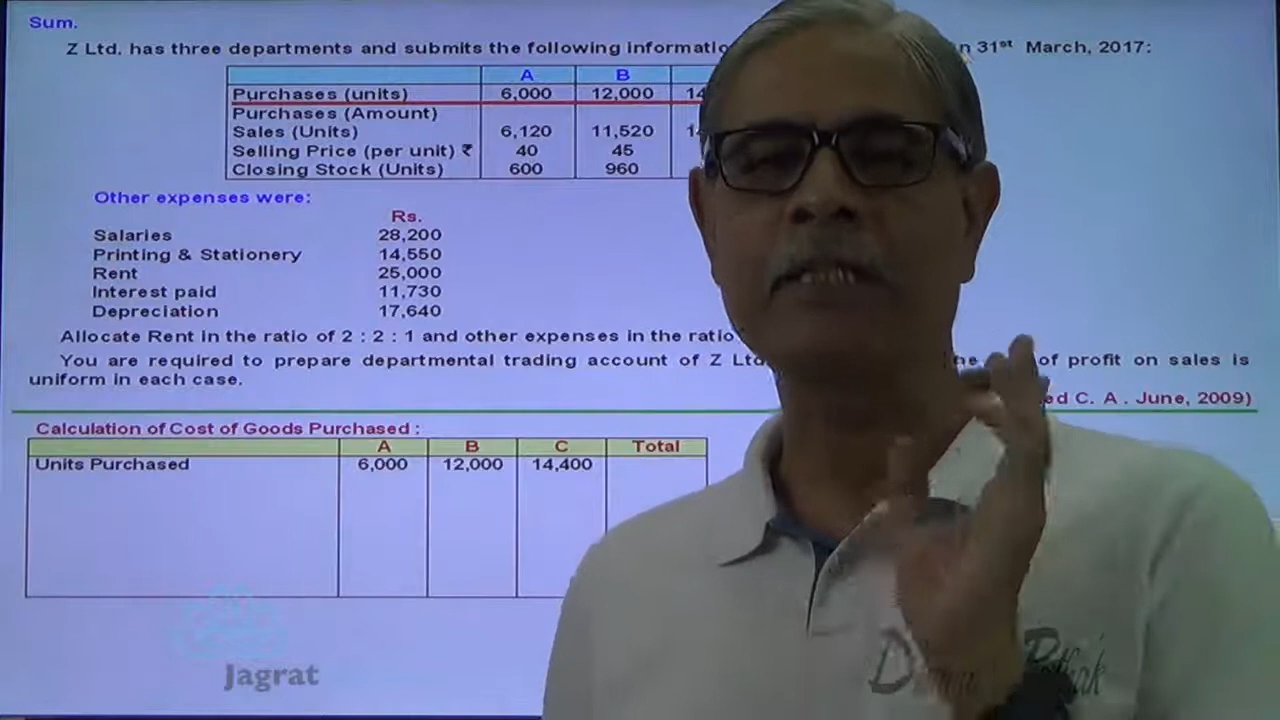 Sum.
Z Ltd. has three departments and submits the following n 31st March, 2017:
A B
Purchases (units) 6,000 12,000
Purchases (Amount)
Sales (Units) 6,120 11,520
Selling Price (per unit) ₹ 40 45
Closing Stock (Units) 600 960
Other expenses were:
Rs.
Salaries 28,200
Printing & Stationery 14,550
Rent 25,000
Interest paid 11,730
Depreciation 17,640
Allocate Rent in the ratio of 2 : 2 : 1 and other expenses in the ratio
You are required to prepare departmental trading account of Z Ltd. of profit on sales is
uniform in each case.
C. A . June, 2009)
Calculation of Cost of Goods Purchased :
A B C Total
Units Purchased 6,000 12,000 14,400
Jagrat